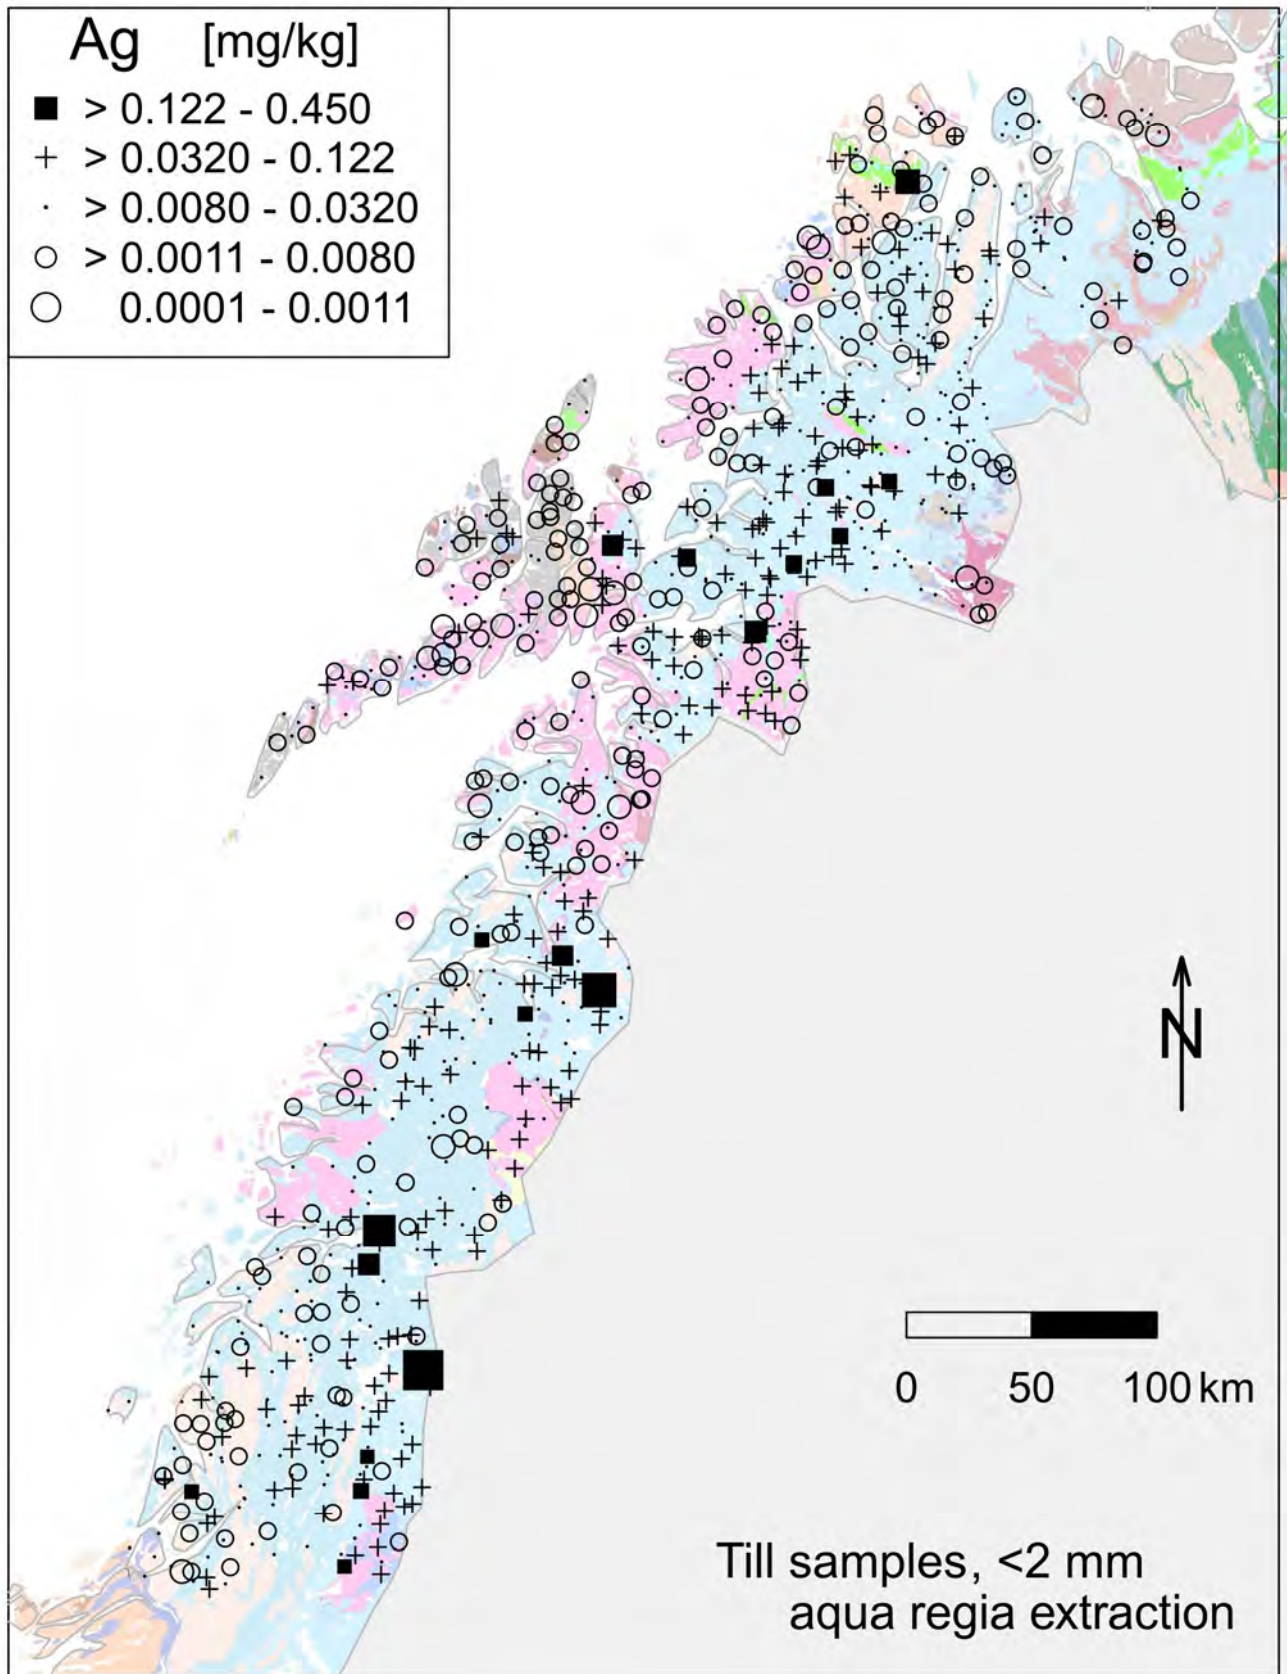 Ag [mg/kg]
■ > 0.122 - 0.450
+ > 0.0320 - 0.122
· > 0.0080 - 0.0320
○ > 0.0011 - 0.0080
◯ 0.0001 - 0.0011
N
0 50 100 km
Till samples, <2 mm
aqua regia extraction